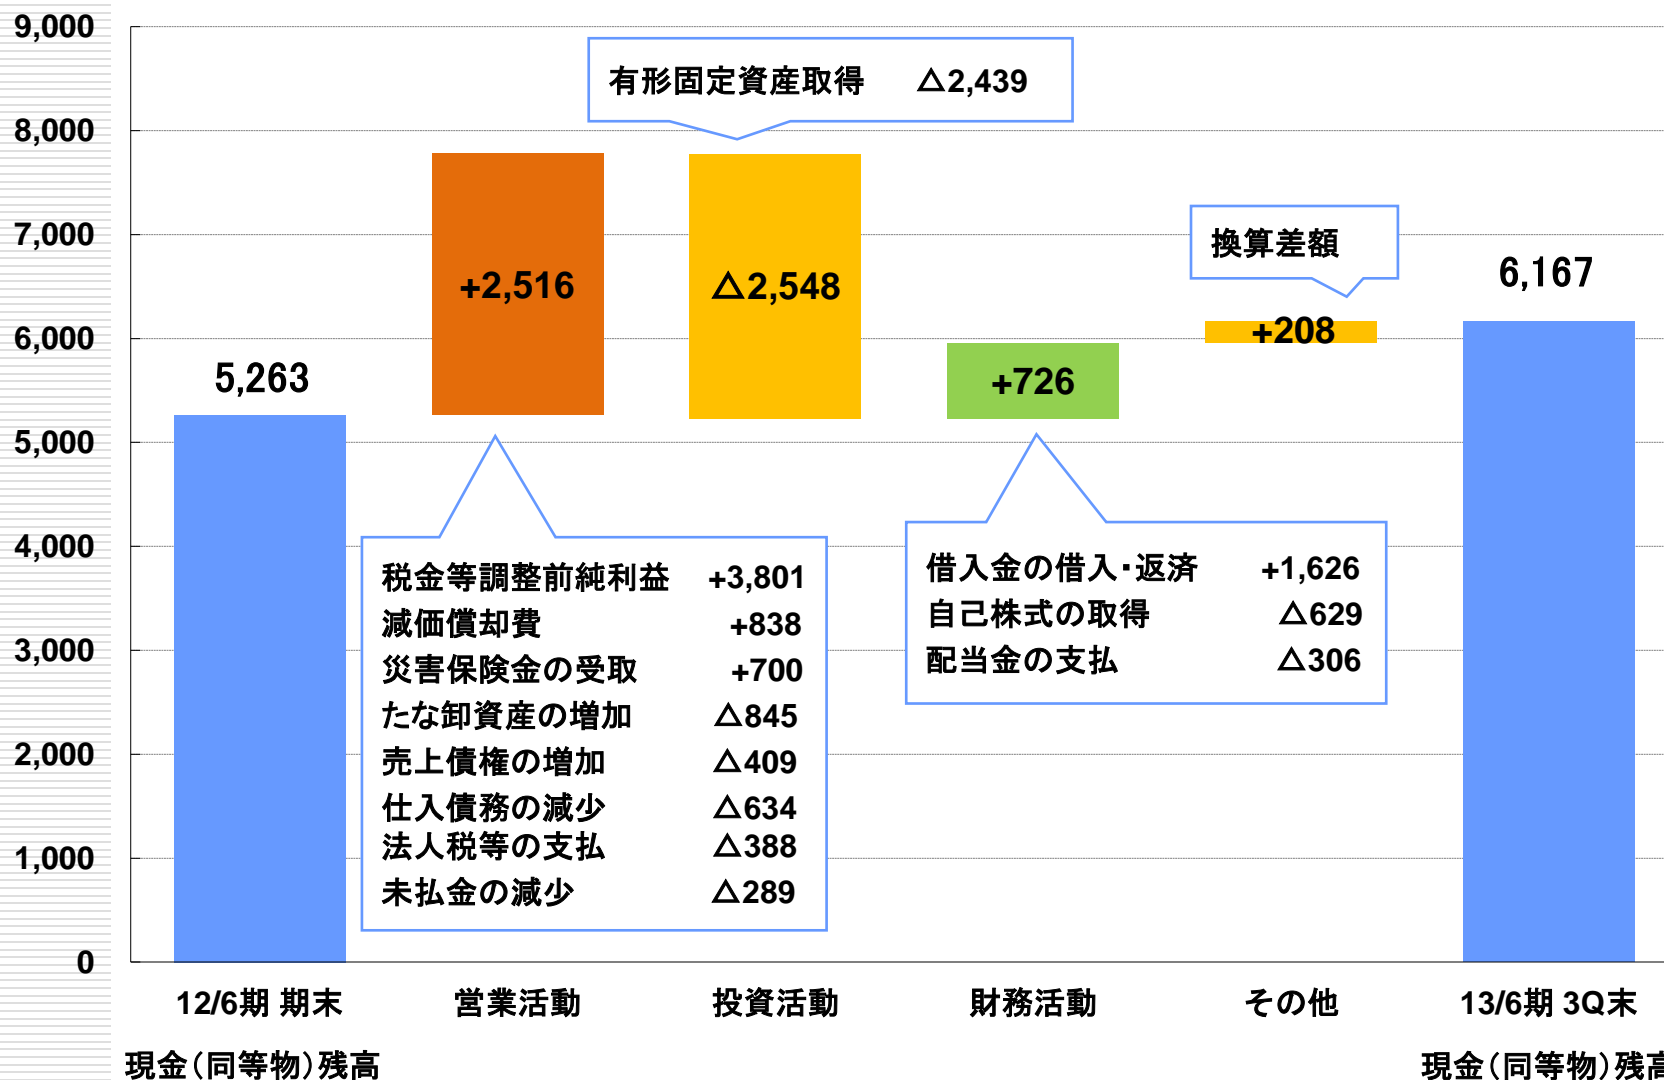 9,000
8,000
7,000
6,000
5,000
4,000
3,000
2,000
1,000
0
有形固定資産取得 △2,439
+2,516
△2,548
換算差額
+208
6,167
5,263
+726
税金等調整前純利益 +3,801
減価償却費 +838
災害保険金の受取 +700
たな卸資産の増加 △845
売上債権の増加 △409
仕入債務の減少 △634
法人税等の支払 △388
未払金の減少 △289
借入金の借入・返済 +1,626
自己株式の取得 △629
配当金の支払 △306
12/6期 期末 営業活動 投資活動 財務活動 その他 13/6期 3Q末
現金(同等物)残高 現金(同等物)残高